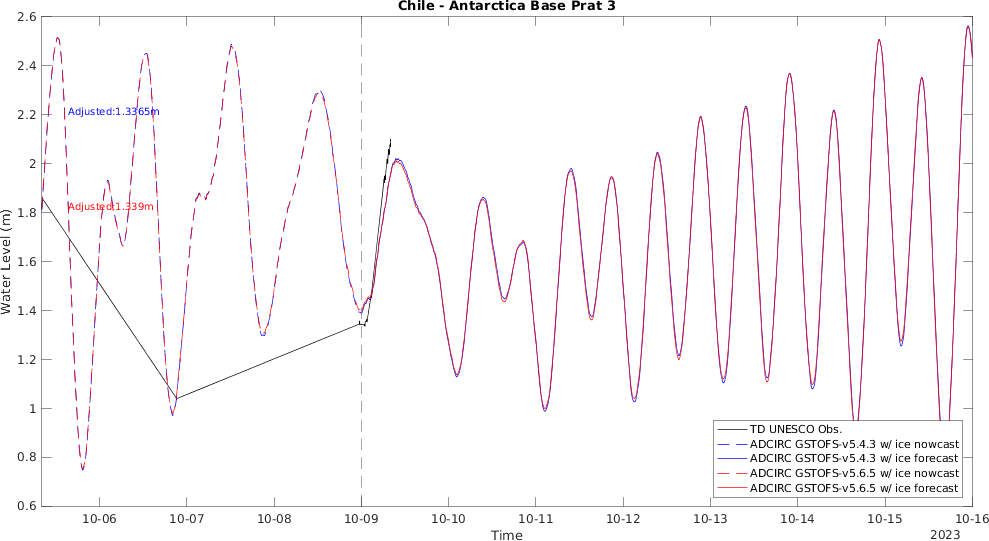 Chile - Antarctica Base Prat 3
2.6
2.4
2.2
2
1.8
1.6
1.4
1.2
1
0.8
0.6
Water Level (m)
Adjusted:1.3365m
Adjusted:1.339m
TD UNESCO Obs.
ADCIRC GSTOFS-v5.4.3 w/ ice nowcast
ADCIRC GSTOFS-v5.4.3 w/ ice forecast
ADCIRC GSTOFS-v5.6.5 w/ ice nowcast
ADCIRC GSTOFS-v5.6.5 w/ ice forecast
10-06 10-07 10-08 10-09 10-10 10-11 10-12 10-13 10-14 10-15 10-16
Time
2023